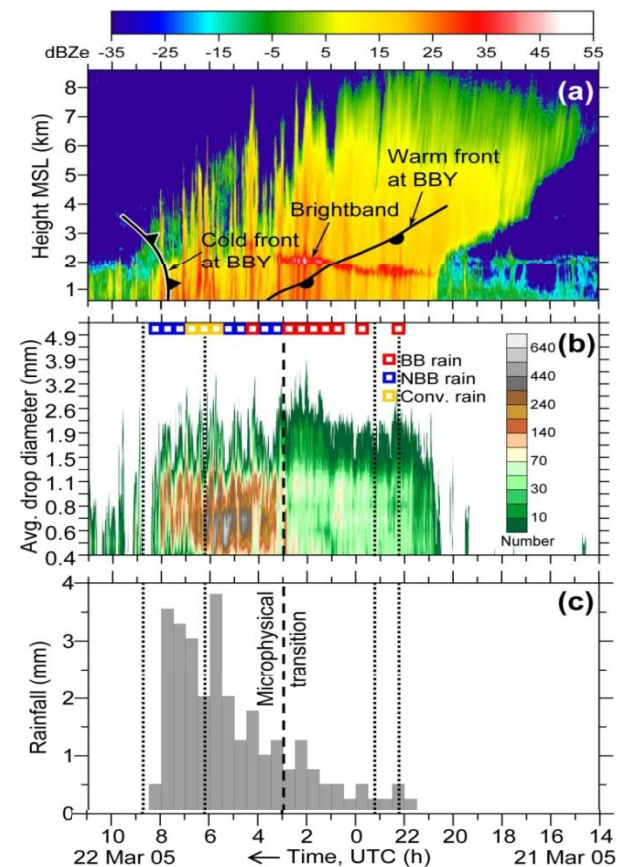 dBZe -35 -25 -15 -5 5 15 25 35 45 55
(a)
Height MSL (km)
8
7
6
5
4
3
2
1
Warm front
at BBY
Brightband
Cold front
at BBY
(b)
Avg. drop diameter (mm)
4.9
3.9
3.2
2.6
1.9
1.5
1.1
0.8
0.6
0.4
BB rain
NBB rain
Conv. rain
640
440
240
140
70
30
10
Number
(c)
Rainfall (mm)
4
3
2
1
0
Microphysical
transition
10 8 6 4 2 0 22 20 18 16 14
22 Mar 05 ← Time, UTC (h) 21 Mar 05